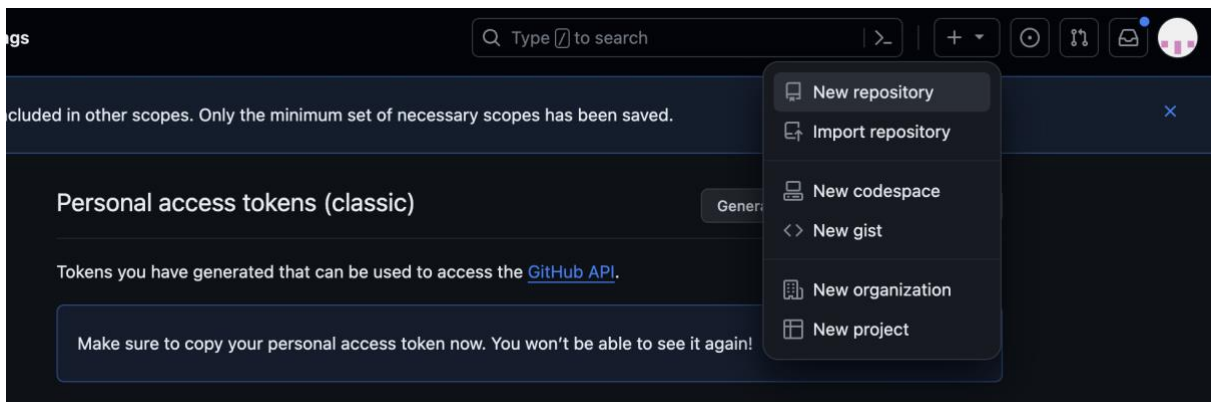 ngs
Type / to search
New repository
Import repository
New codespace
New gist
New organization
New project
cluded in other scopes. Only the minimum set of necessary scopes has been saved.
Personal access tokens (classic)
Genera
Tokens you have generated that can be used to access the GitHub API.
Make sure to copy your personal access token now. You won't be able to see it again!